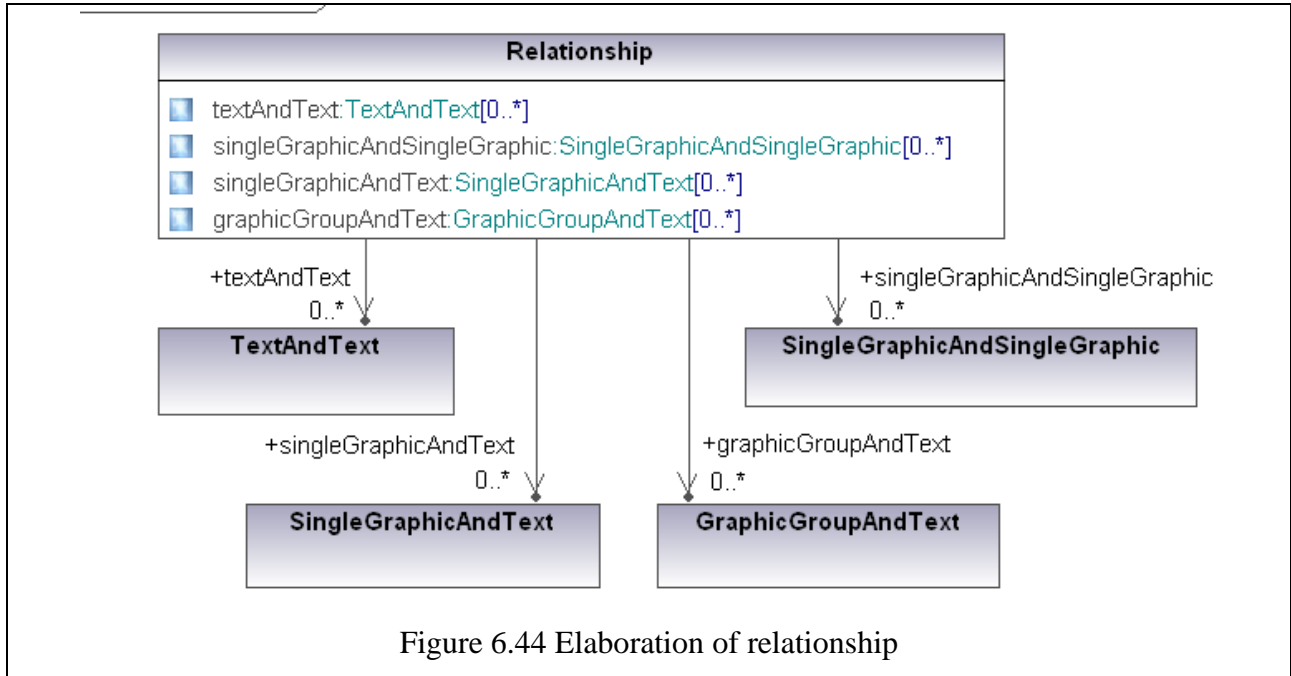 Relationship
textAndText:TextAndText[0..*]
singleGraphicAndSingleGraphic:SingleGraphicAndSingleGraphic[0..*]
singleGraphicAndText:SingleGraphicAndText[0..*]
graphicGroupAndText:GraphicGroupAndText[0..*]
+textAndText
0..*
+singleGraphicAndSingleGraphic
0..*
TextAndText
SingleGraphicAndSingleGraphic
+singleGraphicAndText
0..*
+graphicGroupAndText
0..*
SingleGraphicAndText
GraphicGroupAndText
Figure 6.44 Elaboration of relationship